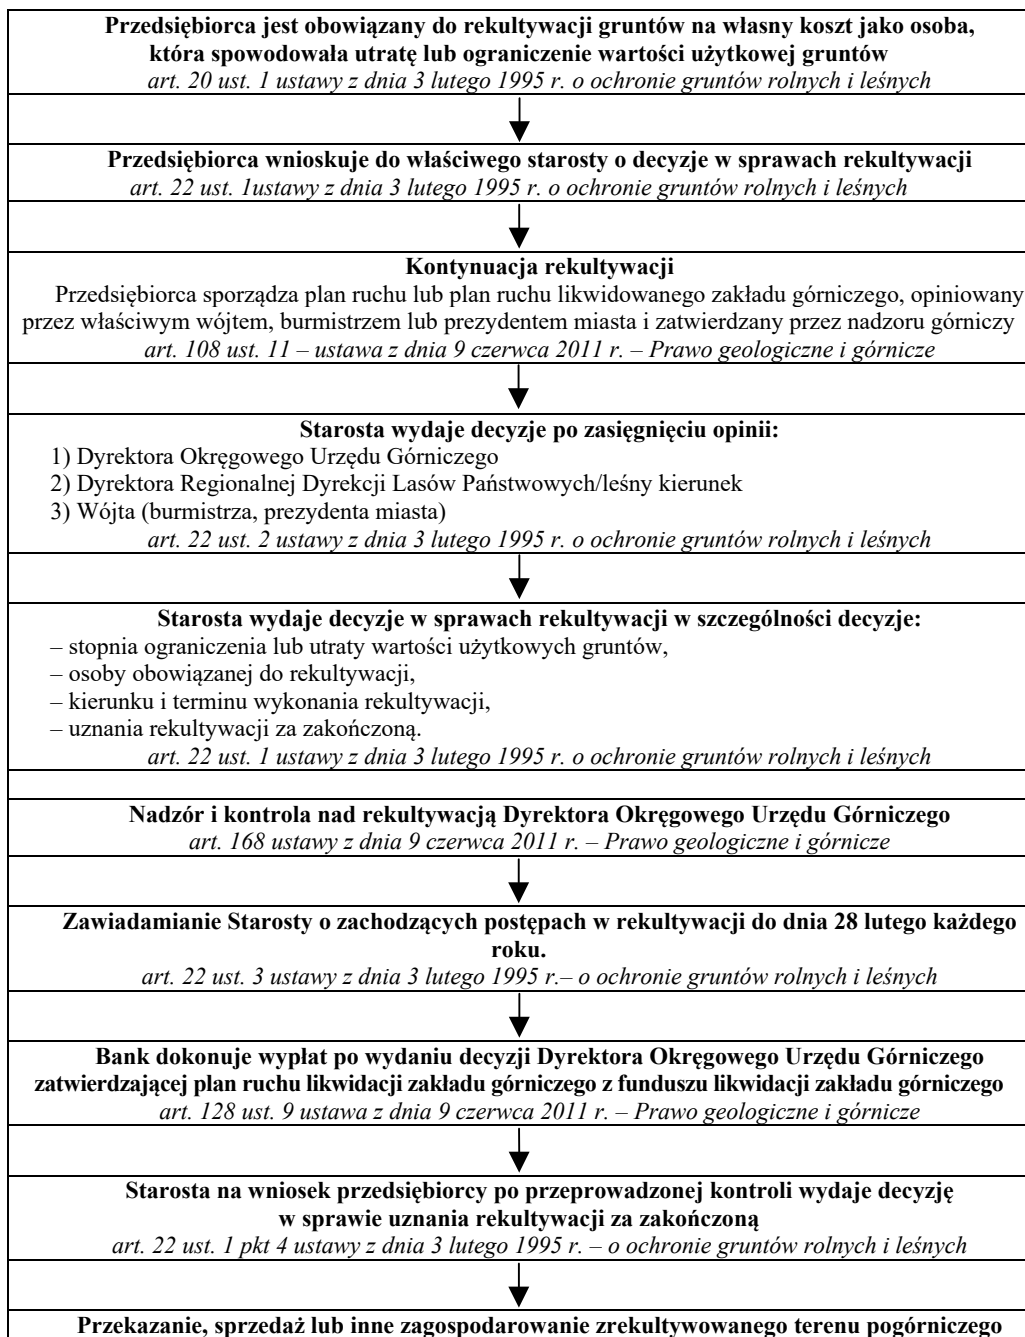 Przedsiębiorca jest obowiązany do rekultywacji gruntów na własny koszt jako osoba,
która spowodowała utratę lub ograniczenie wartości użytkowej gruntów
art. 20 ust. 1 ustawy z dnia 3 lutego 1995 r. o ochronie gruntów rolnych i leśnych
Przedsiębiorca wnioskuje do właściwego starosty o decyzje w sprawach rekultywacji
art. 22 ust. 1ustawy z dnia 3 lutego 1995 r. o ochronie gruntów rolnych i leśnych
Kontynuacja rekultywacji
Przedsiębiorca sporządza plan ruchu lub plan ruchu likwidowanego zakładu górniczego, opiniowany
przez właściwym wójtem, burmistrzem lub prezydentem miasta i zatwierdzany przez nadzoru górniczy
art. 108 ust. 11 – ustawa z dnia 9 czerwca 2011 r. – Prawo geologiczne i górnicze
Starosta wydaje decyzje po zasięgnięciu opinii:
1) Dyrektora Okręgowego Urzędu Górniczego
2) Dyrektora Regionalnej Dyrekcji Lasów Państwowych/leśny kierunek
3) Wójta (burmistrza, prezydenta miasta)
art. 22 ust. 2 ustawy z dnia 3 lutego 1995 r. o ochronie gruntów rolnych i leśnych
Starosta wydaje decyzje w sprawach rekultywacji w szczególności decyzje:
– stopnia ograniczenia lub utraty wartości użytkowych gruntów,
– osoby obowiązanej do rekultywacji,
– kierunku i terminu wykonania rekultywacji,
– uznania rekultywacji za zakończoną.
art. 22 ust. 1 ustawy z dnia 3 lutego 1995 r. o ochronie gruntów rolnych i leśnych
Nadzór i kontrola nad rekultywacją Dyrektora Okręgowego Urzędu Górniczego
art. 168 ustawy z dnia 9 czerwca 2011 r. – Prawo geologiczne i górnicze
Zawiadamianie Starosty o zachodzących postępach w rekultywacji do dnia 28 lutego każdego
roku.
art. 22 ust. 3 ustawy z dnia 3 lutego 1995 r.– o ochronie gruntów rolnych i leśnych
Bank dokonuje wypłat po wydaniu decyzji Dyrektora Okręgowego Urzędu Górniczego
zatwierdzającej plan ruchu likwidacji zakładu górniczego z funduszu likwidacji zakładu górniczego
art. 128 ust. 9 ustawa z dnia 9 czerwca 2011 r. – Prawo geologiczne i górnicze
Starosta na wniosek przedsiębiorcy po przeprowadzonej kontroli wydaje decyzję
w sprawie uznania rekultywacji za zakończoną
art. 22 ust. 1 pkt 4 ustawy z dnia 3 lutego 1995 r. – o ochronie gruntów rolnych i leśnych
Przekazanie, sprzedaż lub inne zagospodarowanie zrekultywowanego terenu pogórniczego